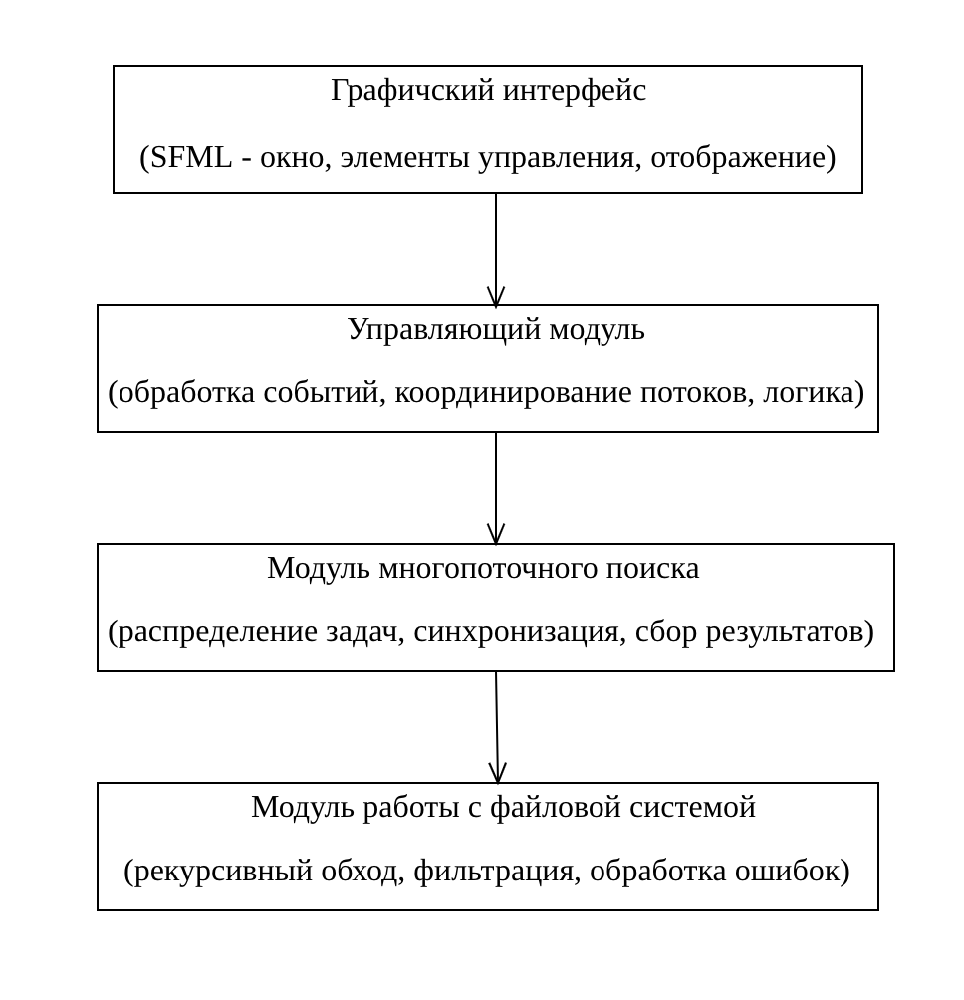 Графичский интерфейс
(SFML - окно, элементы управления, отображение)
Управляющий модуль
(обработка событий, координирование потоков, логика)
Модуль многопоточного поиска
(распределение задач, синхронизация, сбор результатов)
Модуль работы с файловой системой
(рекурсивный обход, фильтрация, обработка ошибок)